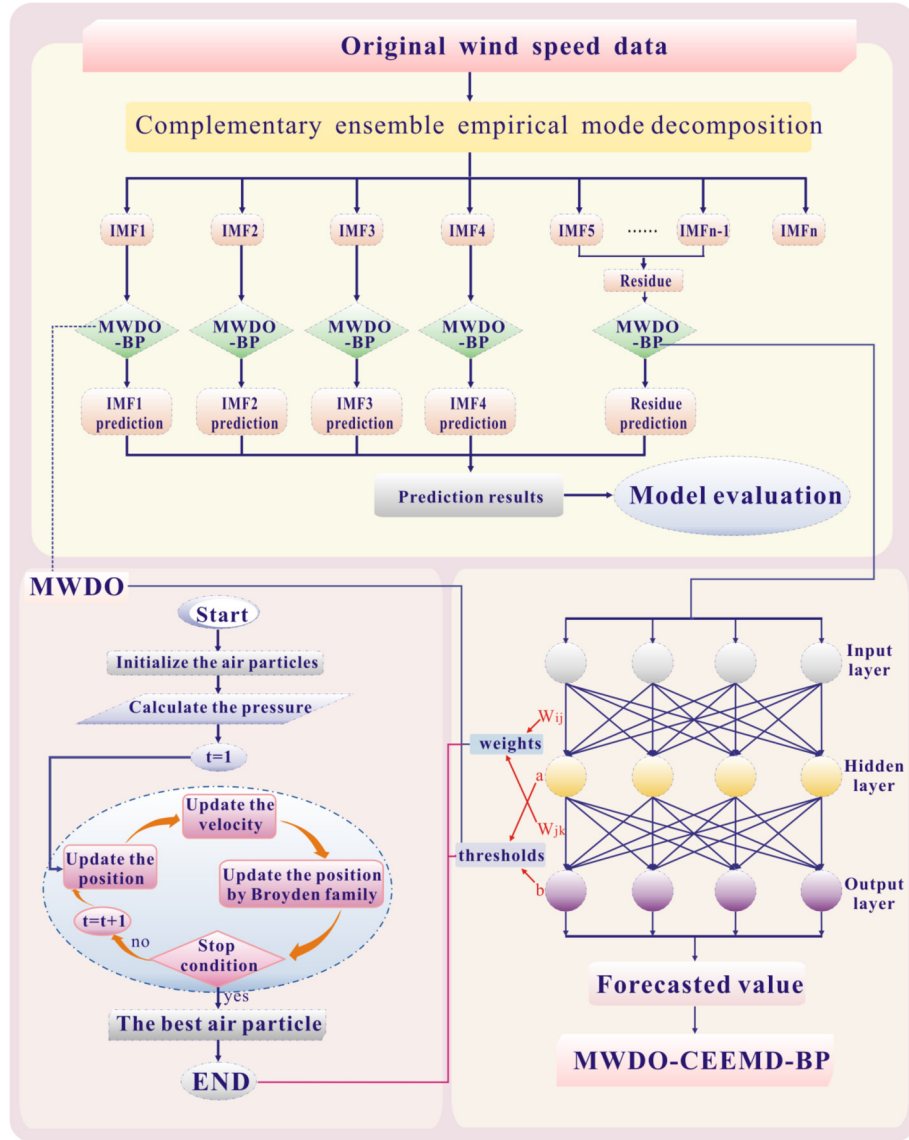 Original wind speed data
Complementary ensemble empirical mode decomposition
IMF1
IMF2
IMF3
IMF4
IMF5
......
IMFn-1
IMFn
Residue
MWDO
-BP
MWDO
-BP
MWDO
-BP
MWDO
-BP
MWDO
-BP
IMF1
prediction
IMF2
prediction
IMF3
prediction
IMF4
prediction
Residue
prediction
Prediction results
Model evaluation
MWDO
Start
Initialize the air particles
Calculate the pressure
t=1
Update the
velocity
Update the
position
Update the position
by Broyden family
t=t+1
no
Stop
condition
yes
The best air particle
END
Input
layer
Wij
weights
a
Hidden
layer
Wjk
thresholds
b
Output
layer
Forecasted value
MWDO-CEEMD-BP